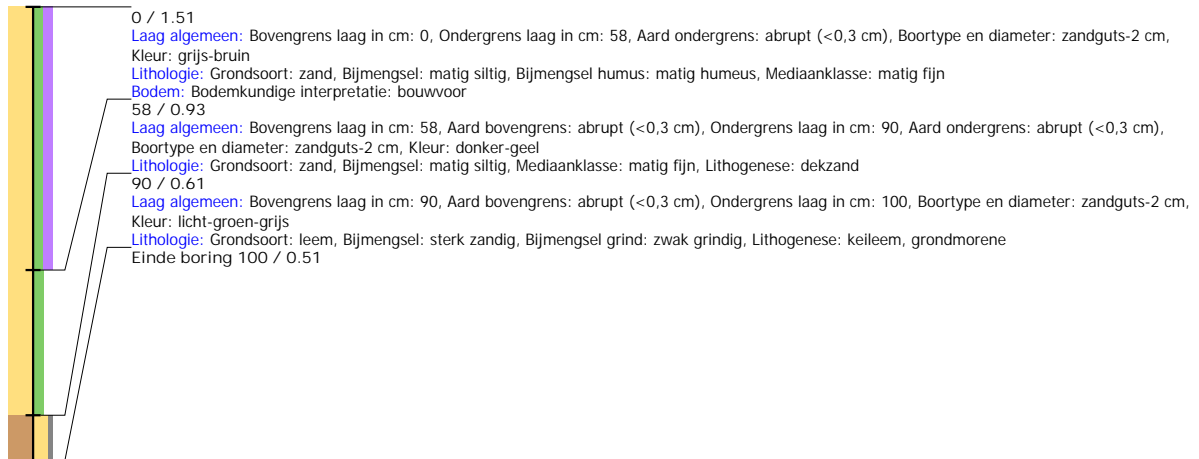 0 / 1.51
Laag algemeen: Bovengrens laag in cm: 0, Ondergrens laag in cm: 58, Aard ondergrens: abrupt (<0,3 cm), Boortype en diameter: zandguts-2 cm,
Kleur: grijs-bruin
Lithologie: Grondsoort: zand, Bijmengsel: matig siltig, Bijmengsel humus: matig humeus, Mediaanklasse: matig fijn
Bodem: Bodemkundige interpretatie: bouwvoor
58 / 0.93
Laag algemeen: Bovengrens laag in cm: 58, Aard bovengrens: abrupt (<0,3 cm), Ondergrens laag in cm: 90, Aard ondergrens: abrupt (<0,3 cm),
Boortype en diameter: zandguts-2 cm, Kleur: donker-geel
Lithologie: Grondsoort: zand, Bijmengsel: matig siltig, Mediaanklasse: matig fijn, Lithogenese: dekzand
90 / 0.61
Laag algemeen: Bovengrens laag in cm: 90, Aard bovengrens: abrupt (<0,3 cm), Ondergrens laag in cm: 100, Boortype en diameter: zandguts-2 cm,
Kleur: licht-groen-grijs
Lithologie: Grondsoort: leem, Bijmengsel: sterk zandig, Bijmengsel grind: zwak grindig, Lithogenese: keileem, grondmorene
Einde boring 100 / 0.51